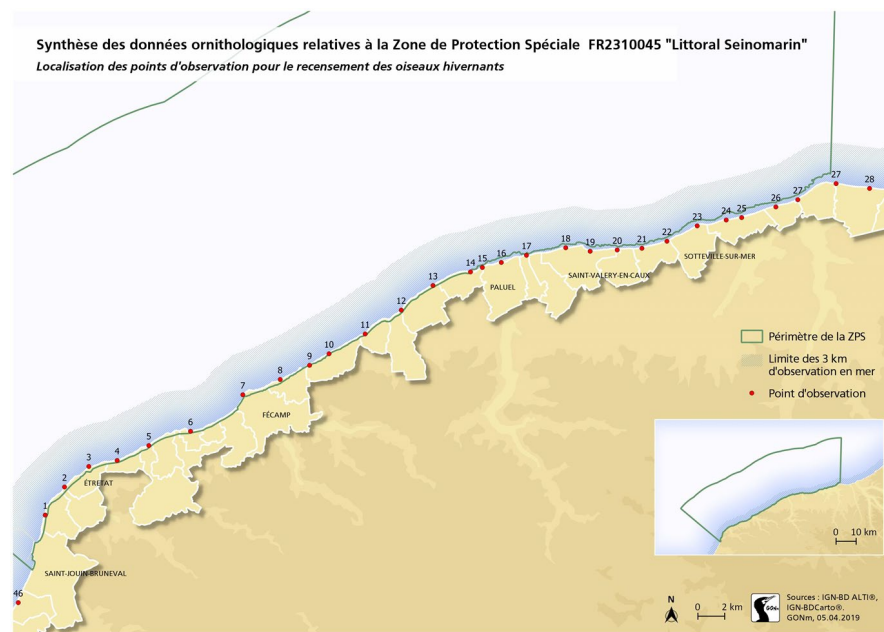 Synthèse des données ornithologiques relatives à la Zone de Protection Spéciale FR2310045 "Littoral Seinomarin"
Localisation des points d'observation pour le recensement des oiseaux hivernants
27
28
26
27
23
24
25
22
21
20
19
18
17
16
15
14
13
12
11
10
9
8
7
6
5
4
3
2
1
46
SOTTEVILLE-SUR-MER
SAINT-VALERY-EN-CAUX
PALUEL
FÉCAMP
ÉTRETAT
SAINT-JOUIN-BRUNEVAL
Périmètre de la ZPS
Limite des 3 km
d'observation en mer
Point d'observation
0 10 km
N
0 2 km
GONm
Sources : IGN-BD ALTI®,
IGN-BDCarto®.
GONm, 05.04.2019